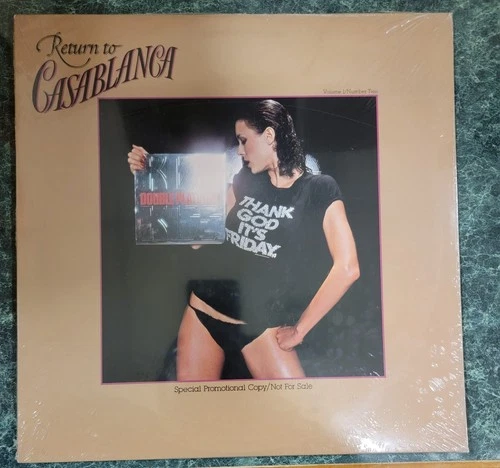 Return to
CASABLANCA
Volume 1/Number Two
THANK
GOD
IT'S
FRIDAY.
Special Promotional Copy/Not For Sale